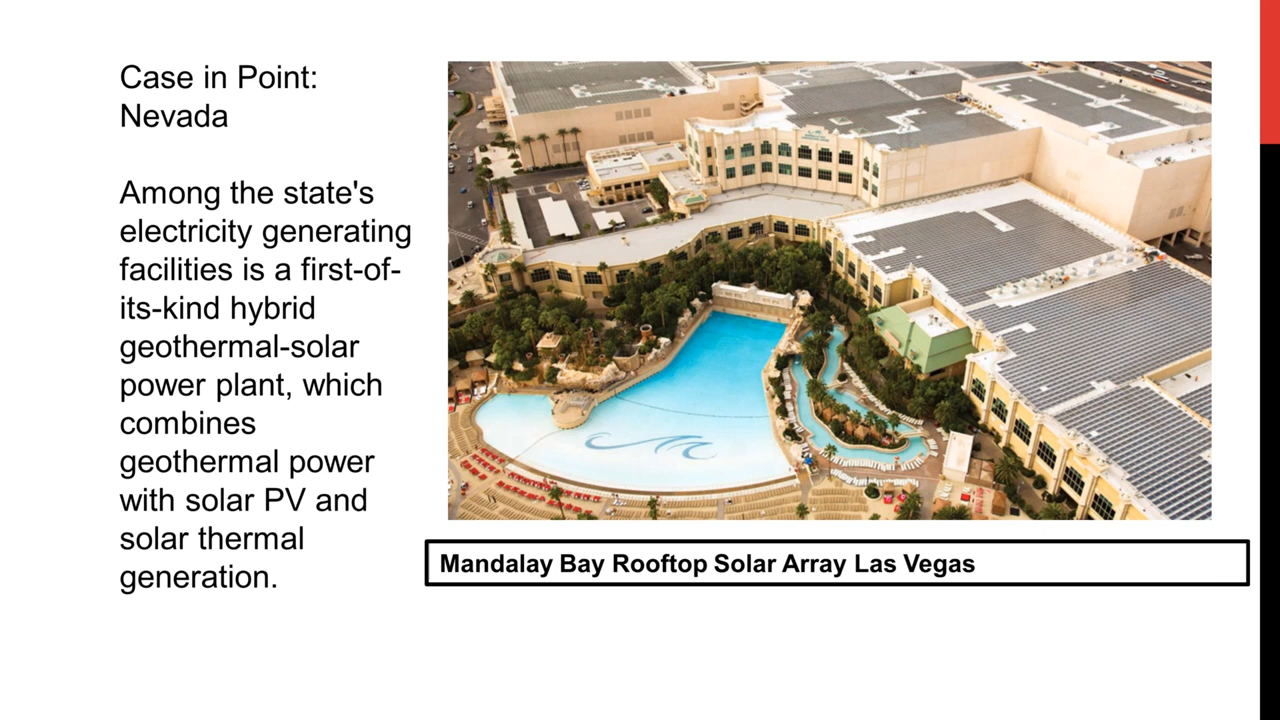 Case in Point:
Nevada
Among the state's
electricity generating
facilities is a first-of-
its-kind hybrid
geothermal-solar
power plant, which
combines
geothermal power
with solar PV and
solar thermal
generation.
Mandalay Bay Rooftop Solar Array Las Vegas